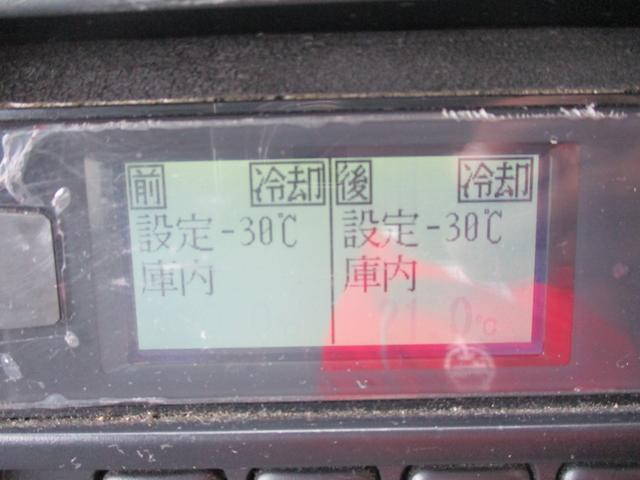 前 冷却
設定-30℃
庫内
後 冷却
設定-30℃
庫内